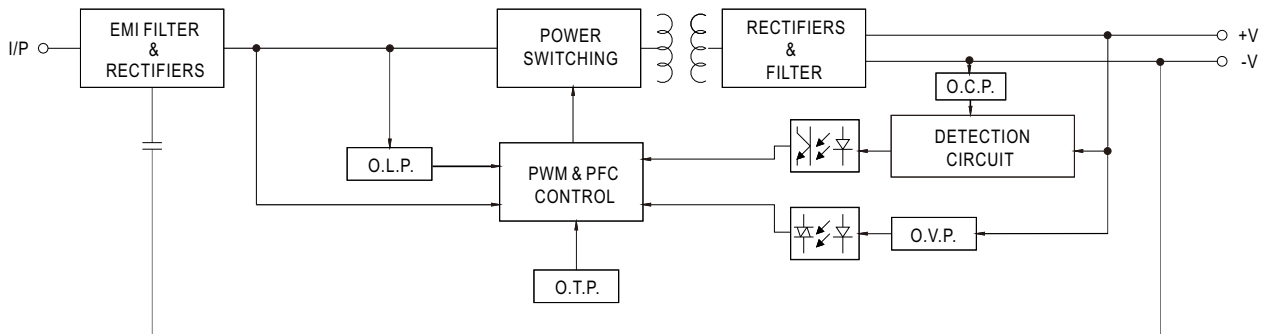 I/P
EMI FILTER
&
RECTIFIERS
POWER
SWITCHING
RECTIFIERS
&
FILTER
+V
-V
O.C.P.
DETECTION
CIRCUIT
O.L.P.
PWM & PFC
CONTROL
O.V.P.
O.T.P.